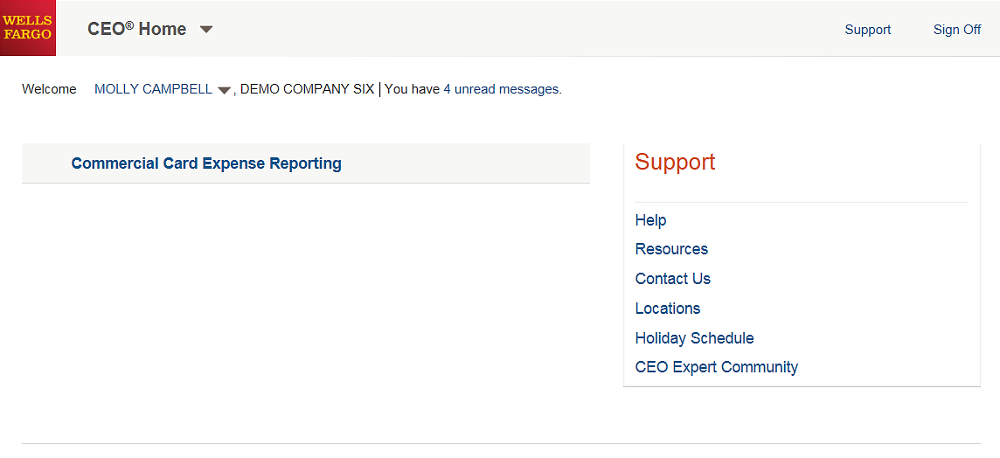 WELLS
FARGO
CEO® Home
Support
Sign Off
Welcome MOLLY CAMPBELL , DEMO COMPANY SIX | You have 4 unread messages.
Commercial Card Expense Reporting
Support
Help
Resources
Contact Us
Locations
Holiday Schedule
CEO Expert Community